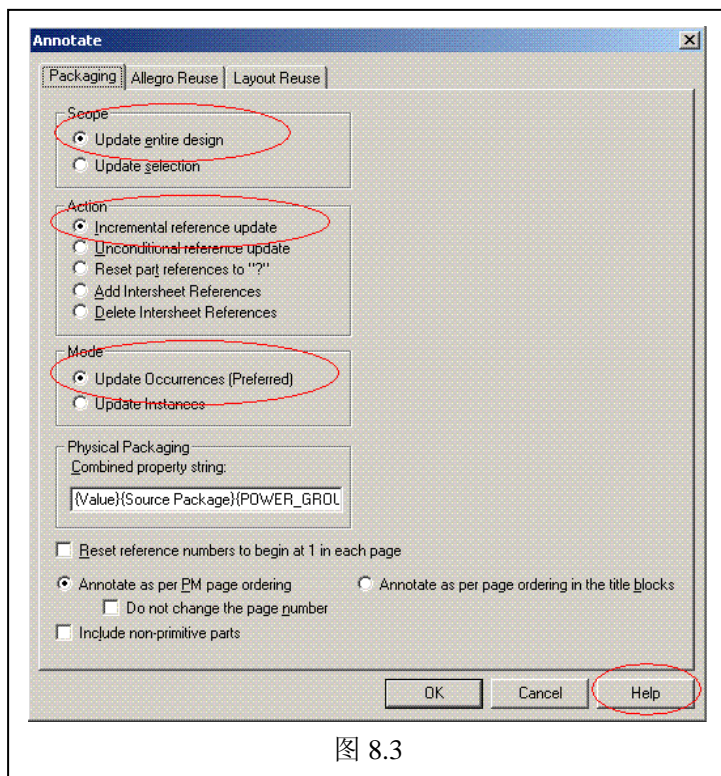 Annotate
Packaging Allegro Reuse Layout Reuse
Scope
Update entire design
Update selection
Action
Incremental reference update
Unconditional reference update
Reset part references to "?"
Add Intersheet References
Delete Intersheet References
Mode
Update Occurrences (Preferred)
Update Instances
Physical Packaging
Combined property string:
{Value}{Source Package}{POWER_GROU
Reset reference numbers to begin at 1 in each page
Annotate as per PM page ordering Annotate as per page ordering in the title blocks
Do not change the page number
Include non-primitive parts
OK Cancel Help
图 8.3